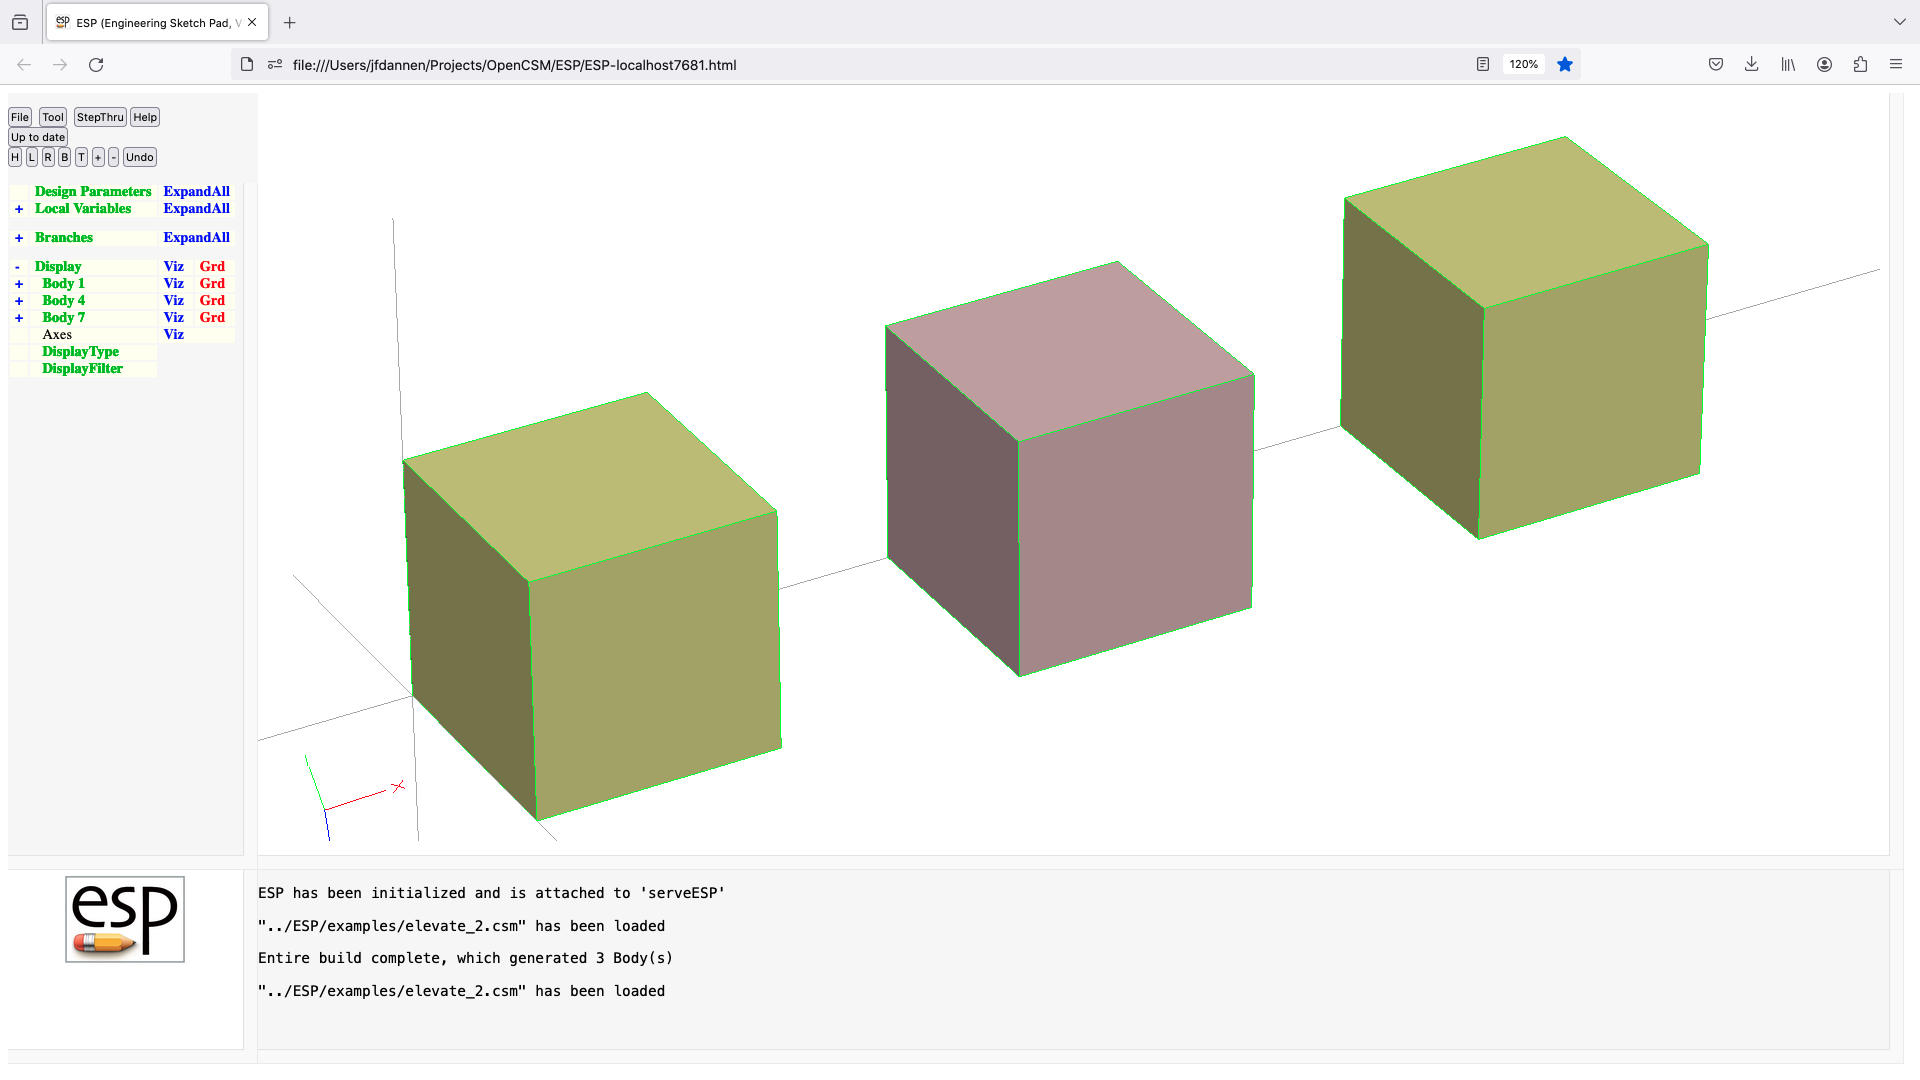 esp ESP (Engineering Sketch Pad, V
file:///Users/jfdannen/Projects/OpenCSM/ESP/ESP-localhost7681.html 120%
File Tool StepThru Help
Up to date
H L R B T + - Undo
Design Parameters ExpandAll
+ Local Variables ExpandAll
+ Branches ExpandAll
- Display Viz Grd
+ Body 1 Viz Grd
+ Body 4 Viz Grd
+ Body 7 Viz Grd
Axes Viz
DisplayType
DisplayFilter
X
esp
ESP has been initialized and is attached to 'serveESP'
"../ESP/examples/elevate_2.csm" has been loaded
Entire build complete, which generated 3 Body(s)
"../ESP/examples/elevate_2.csm" has been loaded